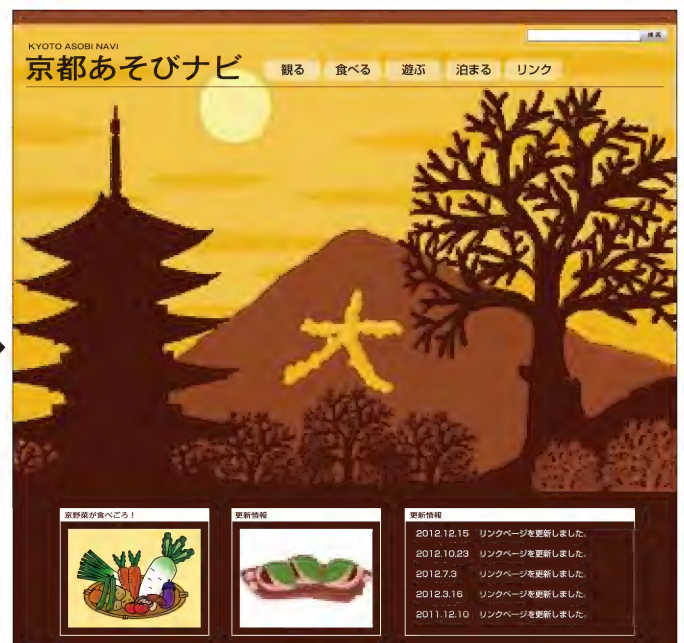 検索
KYOTO ASOBI NAVI
京都あそびナビ
観る 食べる 遊ぶ 泊まる リンク
大
京野菜が食べごろ！
更新情報
更新情報
2012.12.15 リンクページを更新しました。
2012.10.23 リンクページを更新しました。
2012.7.3 リンクページを更新しました。
2012.3.16 リンクページを更新しました。
2011.12.10 リンクページを更新しました。